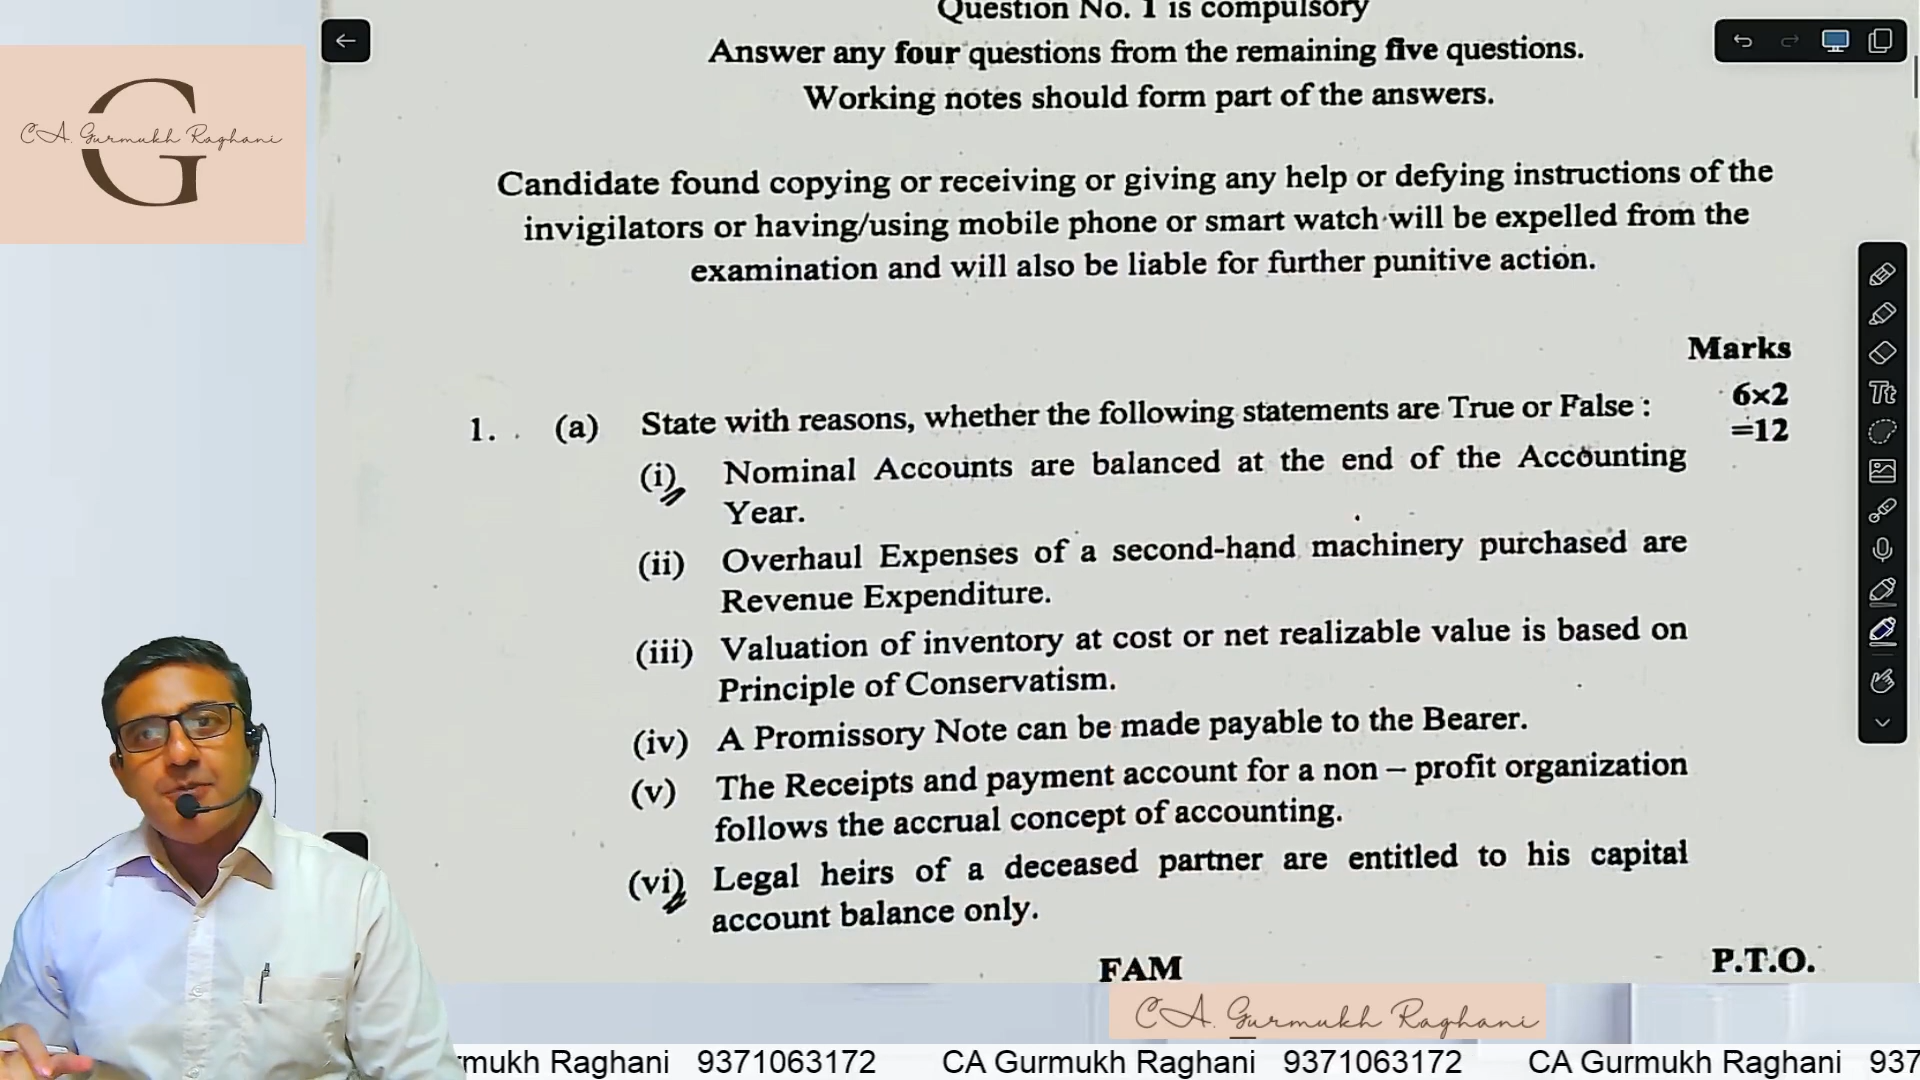 Question No. 1 is compulsory
Answer any four questions from the remaining five questions.
Working notes should form part of the answers.
CA. Gurmukh Raghani
G
Candidate found copying or receiving or giving any help or defying instructions of the
invigilators or having/using mobile phone or smart watch will be expelled from the
examination and will also be liable for further punitive action.
Marks
1. (a) State with reasons, whether the following statements are True or False : 6×2
=12
(i) Nominal Accounts are balanced at the end of the Accounting
Year.
(ii) Overhaul Expenses of a second-hand machinery purchased are
Revenue Expenditure.
(iii) Valuation of inventory at cost or net realizable value is based on
Principle of Conservatism.
(iv) A Promissory Note can be made payable to the Bearer.
(v) The Receipts and payment account for a non – profit organization
follows the accrual concept of accounting.
(vi) Legal heirs of a deceased partner are entitled to his capital
account balance only.
FAM P.T.O.
CA. Gurmukh Raghani
rmukh Raghani 9371063172 CA Gurmukh Raghani 9371063172 CA Gurmukh Raghani 937
Tt